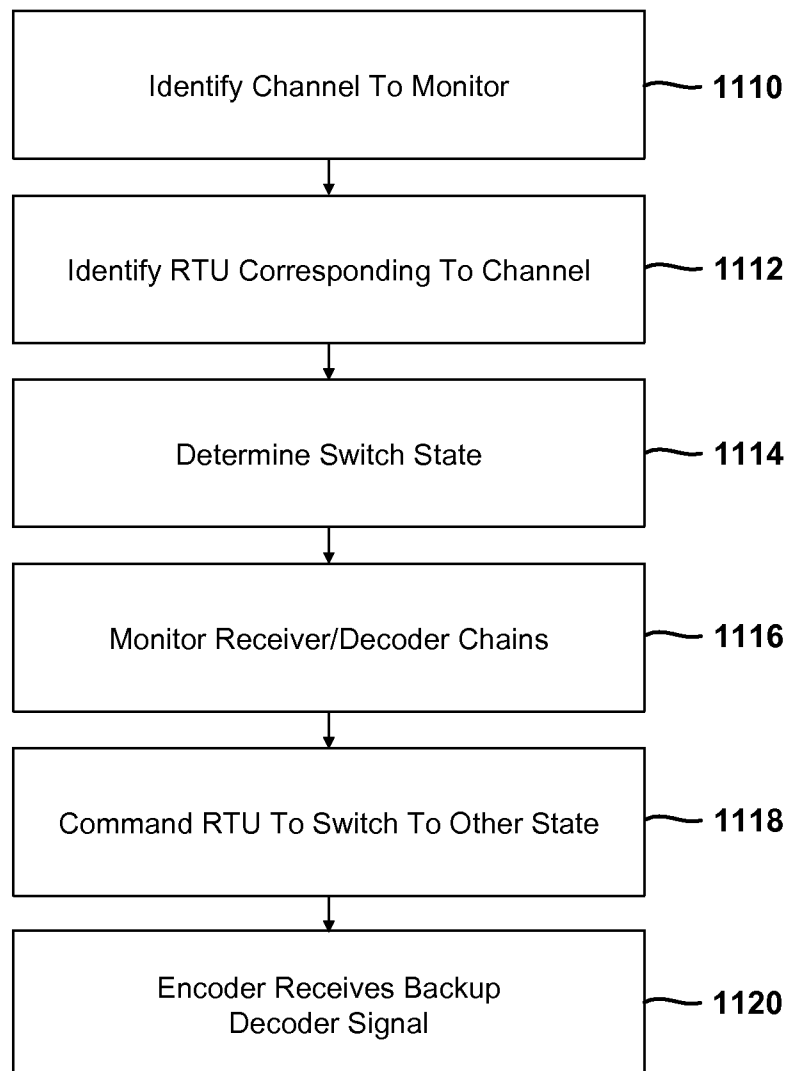 Identify Channel To Monitor
1110
Identify RTU Corresponding To Channel
1112
Determine Switch State
1114
Monitor Receiver/Decoder Chains
1116
Command RTU To Switch To Other State
1118
Encoder Receives Backup
Decoder Signal
1120